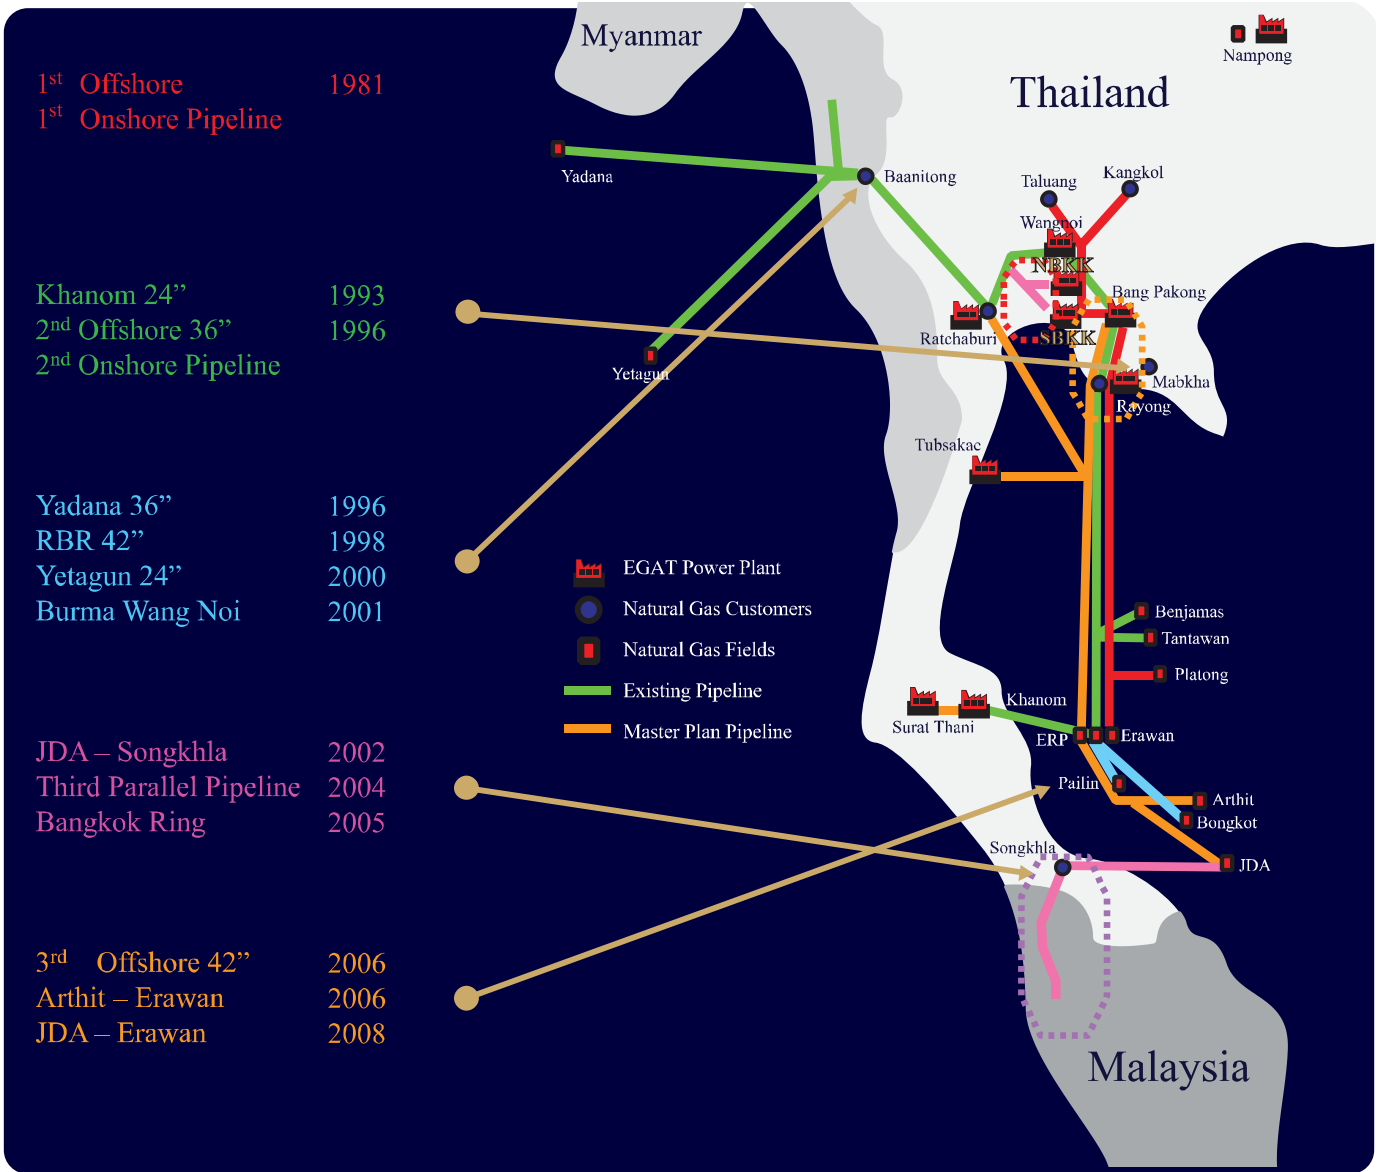 Myanmar
Thailand
Nampong
1st Offshore 1981
1st Onshore Pipeline
Yadana
Baanitong
Taluang
Kangkol
Wangnoi
NBKK
Bang Pakong
Khanom 24” 1993
2nd Offshore 36” 1996
2nd Onshore Pipeline
Ratchaburi
SBKK
Yetagun
Mabkha
Rayong
Tubsakac
Yadana 36” 1996
RBR 42” 1998
Yetagun 24” 2000
Burma Wang Noi 2001
EGAT Power Plant
Natural Gas Customers
Natural Gas Fields
Existing Pipeline
Master Plan Pipeline
Benjamas
Tantawan
Platong
Khanom
Surat Thani
ERP
Erawan
JDA – Songkhla 2002
Third Parallel Pipeline 2004
Bangkok Ring 2005
Pailin
Arthit
Bongkot
Songkhla
JDA
3rd Offshore 42” 2006
Arthit – Erawan 2006
JDA – Erawan 2008
Malaysia